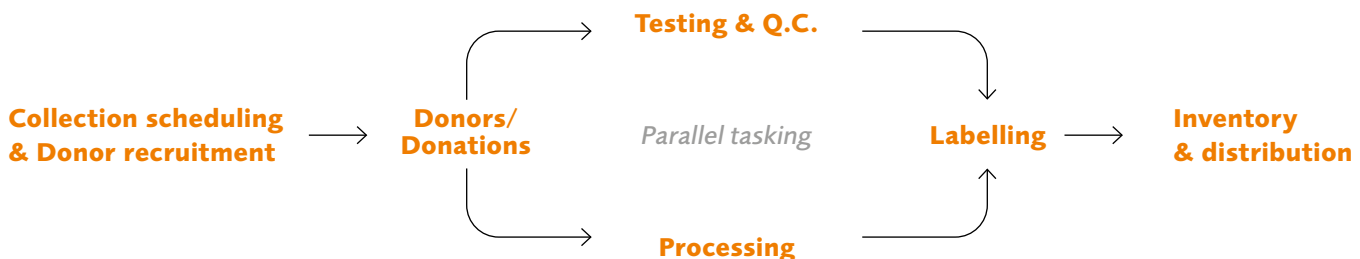 Testing & Q.C.
Collection scheduling
& Donor recruitment
Donors/
Donations
Parallel tasking
Labelling
Inventory
& distribution
Processing